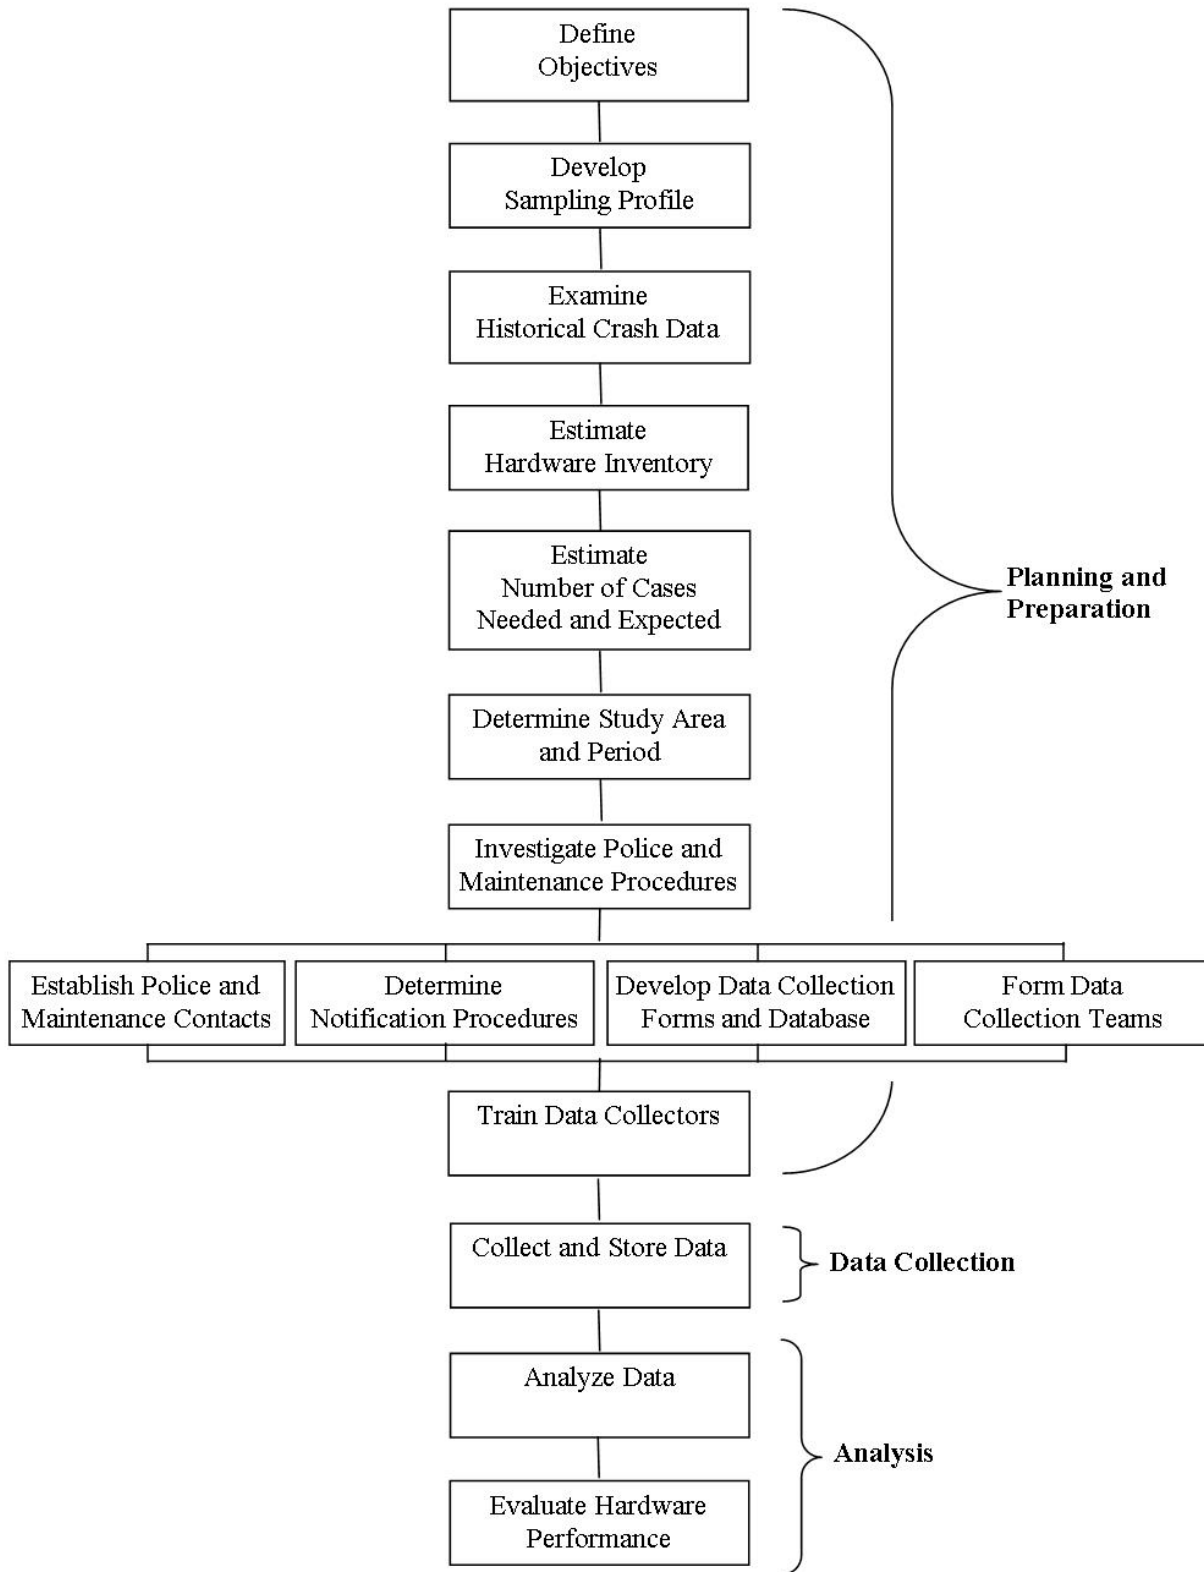 Define
Objectives
Develop
Sampling Profile
Examine
Historical Crash Data
Estimate
Hardware Inventory
Estimate
Number of Cases
Needed and Expected
Planning and
Preparation
Determine Study Area
and Period
Investigate Police and
Maintenance Procedures
Establish Police and
Maintenance Contacts
Determine
Notification Procedures
Develop Data Collection
Forms and Database
Form Data
Collection Teams
Train Data Collectors
Collect and Store Data
Data Collection
Analyze Data
Analysis
Evaluate Hardware
Performance